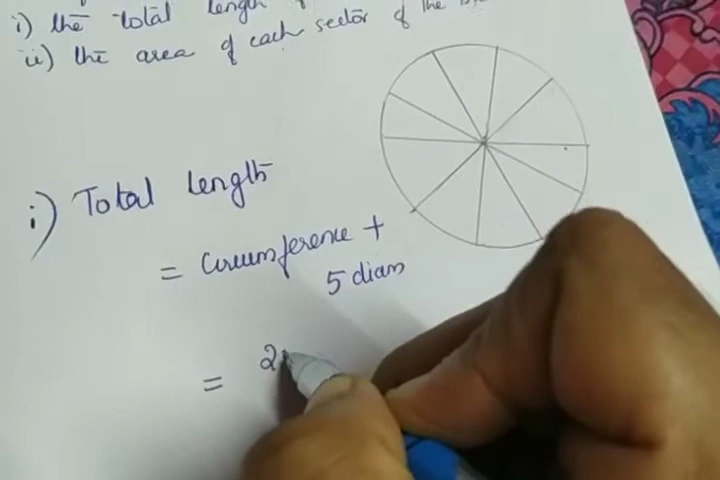 i) the total length
ii) the area of each sector of the
i) Total length
= circumference +
5 diam
= 2